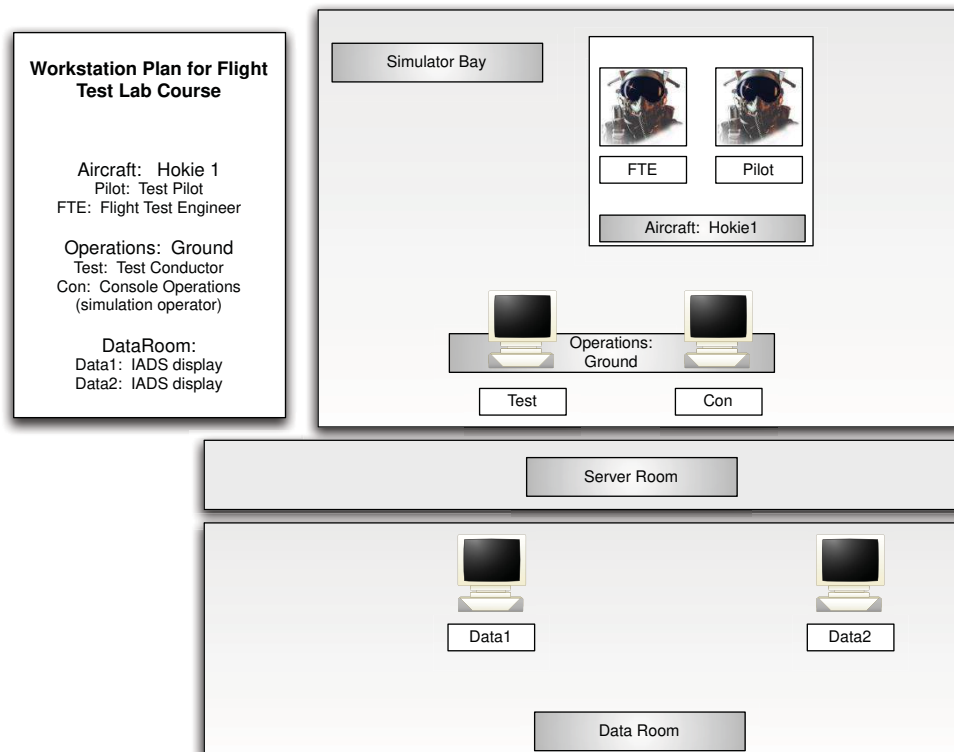 Workstation Plan for Flight
Test Lab Course
Aircraft: Hokie 1
Pilot: Test Pilot
FTE: Flight Test Engineer
Operations: Ground
Test: Test Conductor
Con: Console Operations
(simulation operator)
DataRoom:
Data1: IADS display
Data2: IADS display
Simulator Bay
FTE
Pilot
Aircraft: Hokie1
Operations:
Ground
Test
Con
Server Room
Data1
Data2
Data Room